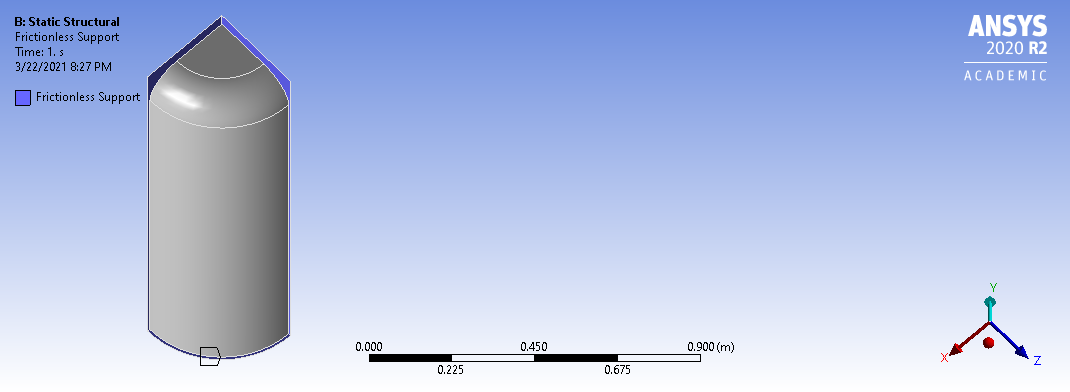 B: Static Structural
Frictionless Support
Time: 1. s
3/22/2021 8:27 PM
Frictionless Support
ANSYS
2020 R2
ACADEMIC
0.000 0.450 0.900 (m)
0.225 0.675
Y
X Z